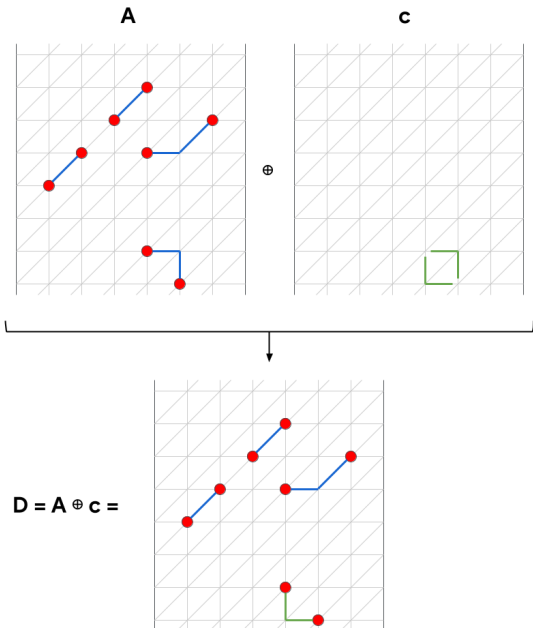 A
c
⊕
D = A ⊕ c =